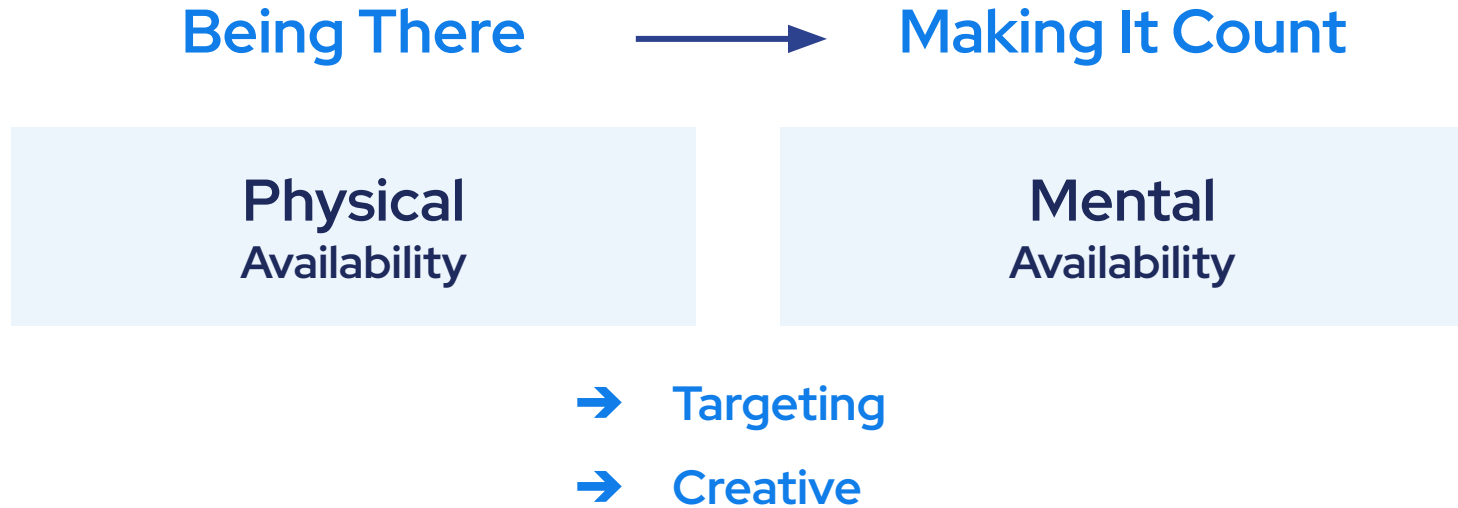 Being There
Making It Count
Physical
Availability
Mental
Availability
Targeting
Creative